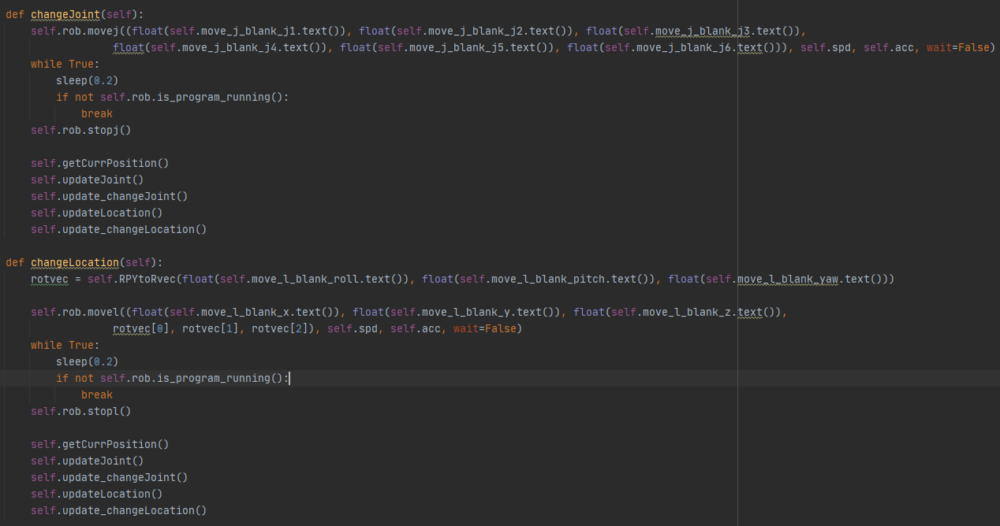 def changeJoint(self):
    self.rob.movej((float(self.move_j_blank_j1.text()), float(self.move_j_blank_j2.text()), float(self.move_j_blank_j3.text()),
                 float(self.move_j_blank_j4.text()), float(self.move_j_blank_j5.text()), float(self.move_j_blank_j6.text())), self.spd, self.acc, wait=False)
    while True:
        sleep(0.2)
        if not self.rob.is_program_running():
            break
    self.rob.stopj()

    self.getCurrPosition()
    self.updateJoint()
    self.update_changeJoint()
    self.updateLocation()
    self.update_changeLocation()

def changeLocation(self):
    rotvec = self.RPYtoRvec(float(self.move_l_blank_roll.text()), float(self.move_l_blank_pitch.text()), float(self.move_l_blank_yaw.text()))

    self.rob.movel((float(self.move_l_blank_x.text()), float(self.move_l_blank_y.text()), float(self.move_l_blank_z.text()),
                 rotvec[0], rotvec[1], rotvec[2]), self.spd, self.acc, wait=False)
    while True:
        sleep(0.2)
        if not self.rob.is_program_running():
            break
    self.rob.stopl()

    self.getCurrPosition()
    self.updateJoint()
    self.update_changeJoint()
    self.updateLocation()
    self.update_changeLocation()